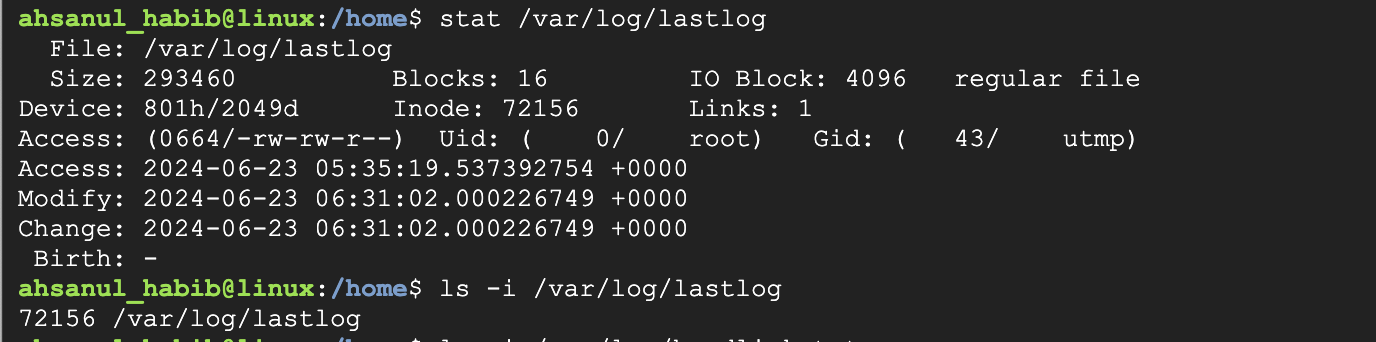 ahsanul_habib@linux:/home$ stat /var/log/lastlog
  File: /var/log/lastlog
  Size: 293460          Blocks: 16         IO Block: 4096   regular file
Device: 801h/2049d      Inode: 72156       Links: 1
Access: (0664/-rw-rw-r--)  Uid: (    0/    root)   Gid: (   43/    utmp)
Access: 2024-06-23 05:35:19.537392754 +0000
Modify: 2024-06-23 06:31:02.000226749 +0000
Change: 2024-06-23 06:31:02.000226749 +0000
 Birth: -
ahsanul_habib@linux:/home$ ls -i /var/log/lastlog
72156 /var/log/lastlog